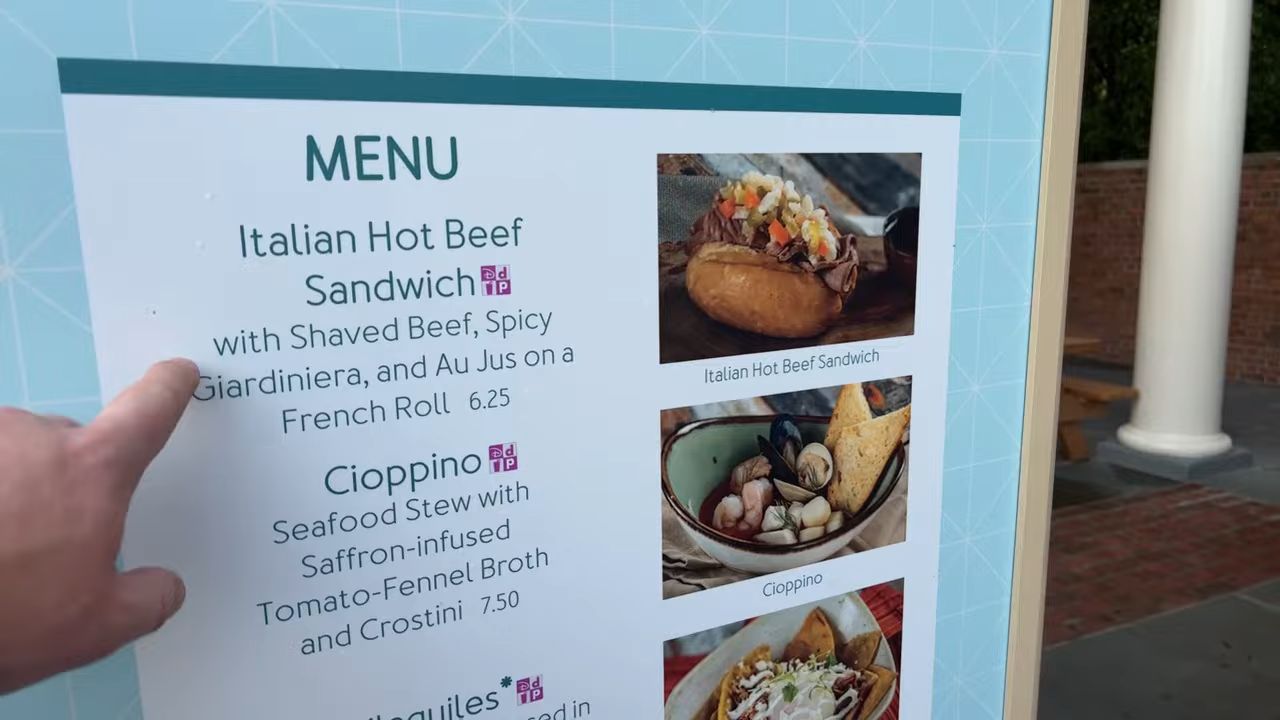 MENU
Italian Hot Beef
Sandwich
with Shaved Beef, Spicy
Giardiniera, and Au Jus on a
French Roll 6.25
Cioppino
Seafood Stew with
Saffron-infused
Tomato-Fennel Broth
and Crostini 7.50
Italian Hot Beef Sandwich
Cioppino